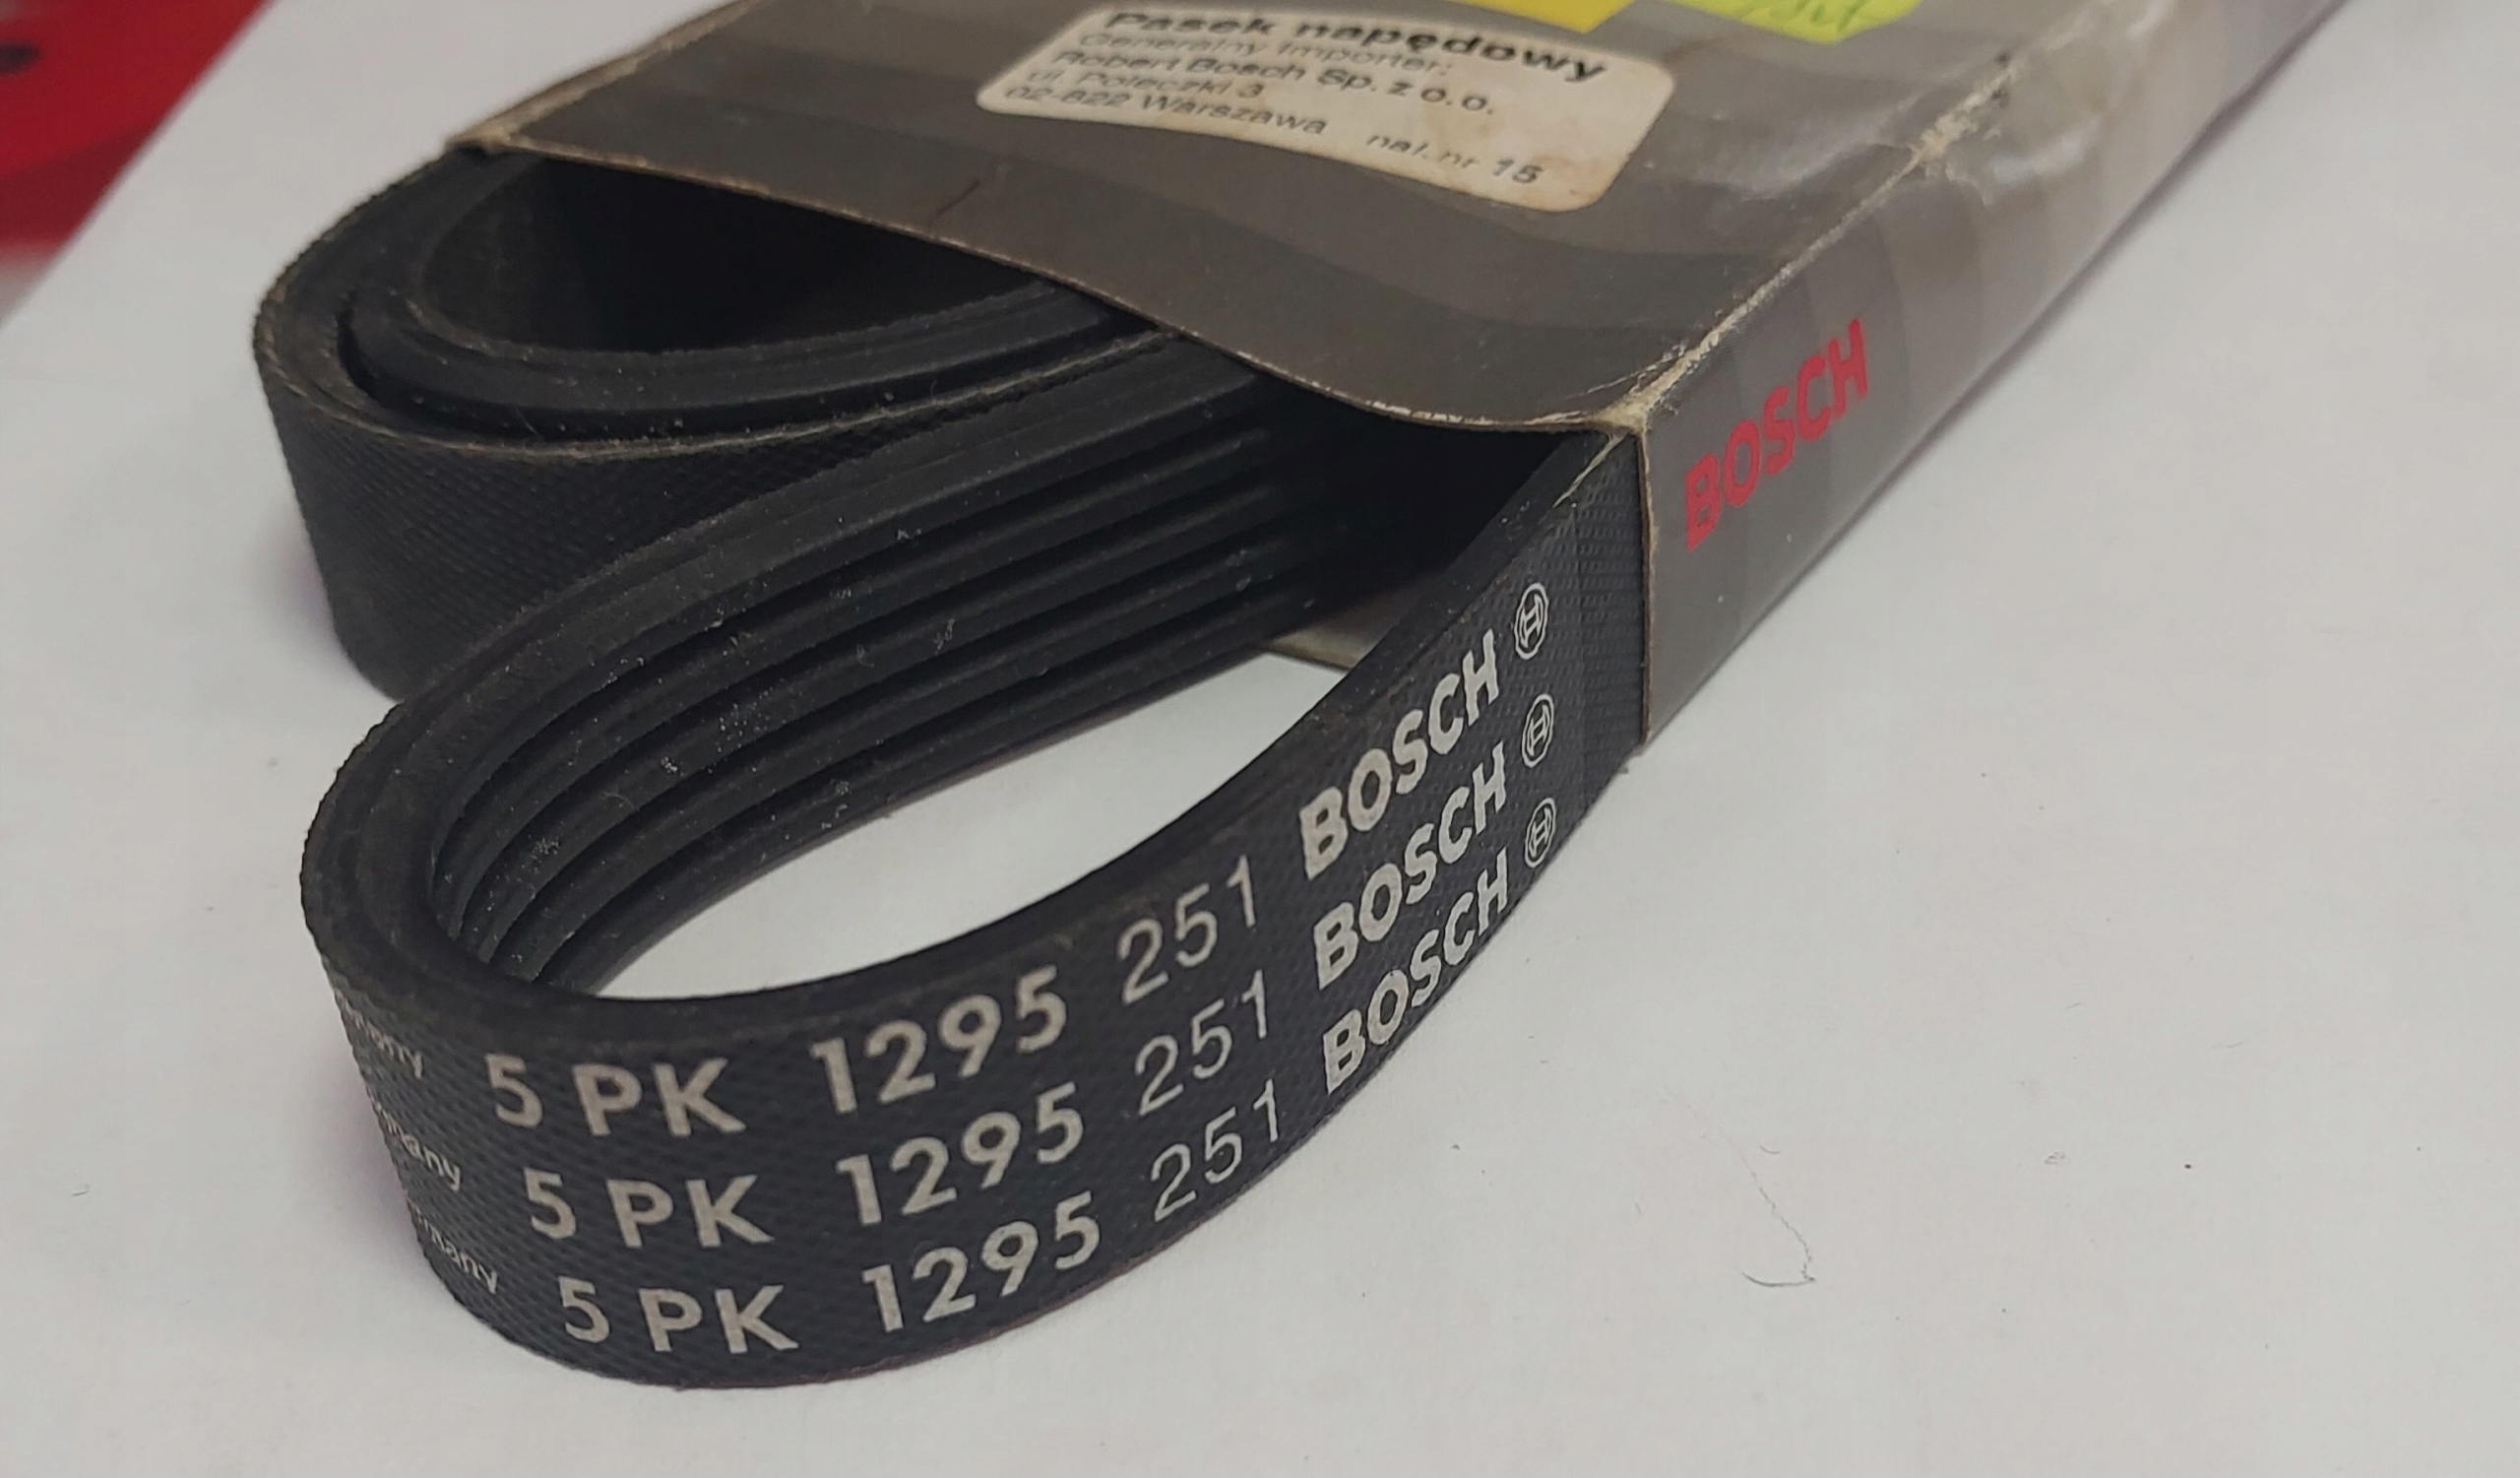 Pasek napędowy
Generalny Importer:
Robert Bosch Sp. z o.o.
ul. Poleczki 3
02-822 Warszawa nal. nr 15
BOSCH
5 PK 1295 251 BOSCH
5 PK 1295 251 BOSCH
5 PK 1295 251 BOSCH